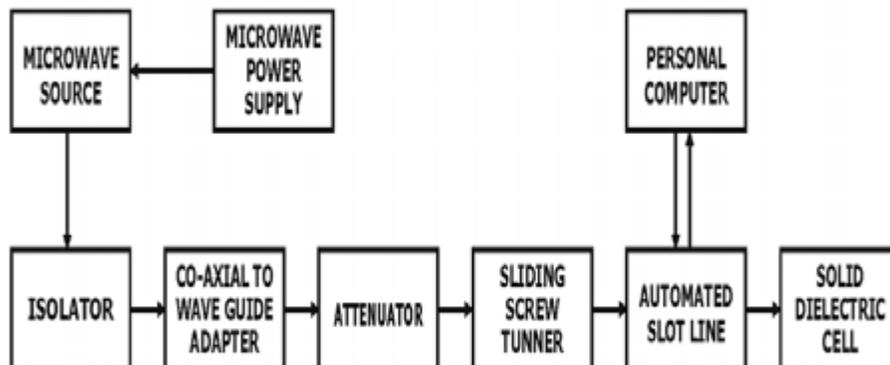 MICROWAVE
SOURCE
MICROWAVE
POWER
SUPPLY
PERSONAL
COMPUTER
ISOLATOR
CO-AXIAL TO
WAVE GUIDE
ADAPTER
ATTENUATOR
SLIDING
SCREW
TUNNER
AUTOMATED
SLOT LINE
SOLID
DIELECTRIC
CELL